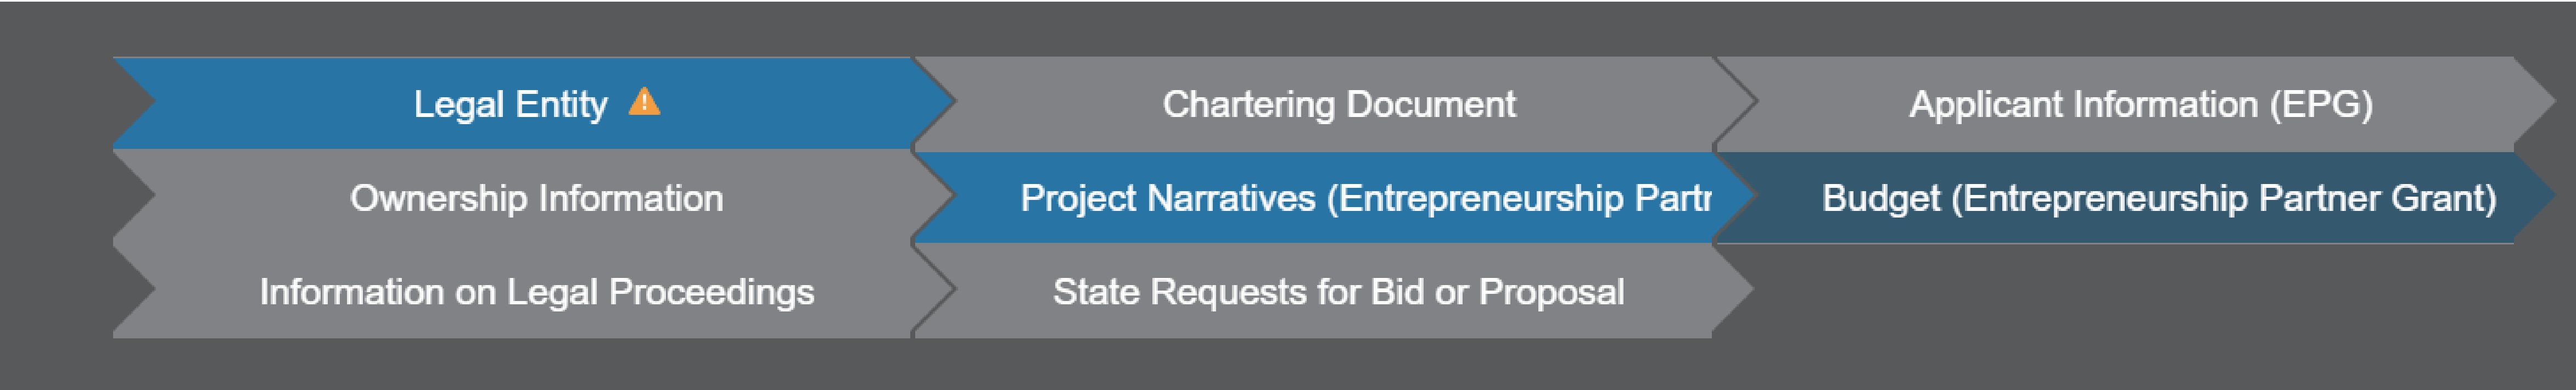 Legal Entity
Chartering Document
Applicant Information (EPG)
Ownership Information
Project Narratives (Entrepreneurship Partr
Budget (Entrepreneurship Partner Grant)
Information on Legal Proceedings
State Requests for Bid or Proposal